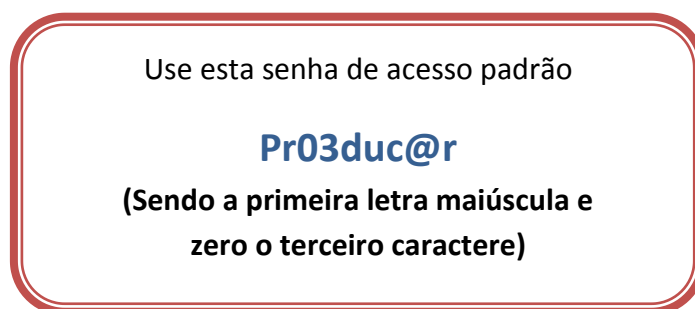 Use esta senha de acesso padrão
Pr03duc@r
(Sendo a primeira letra maiúscula e
zero o terceiro caractere)